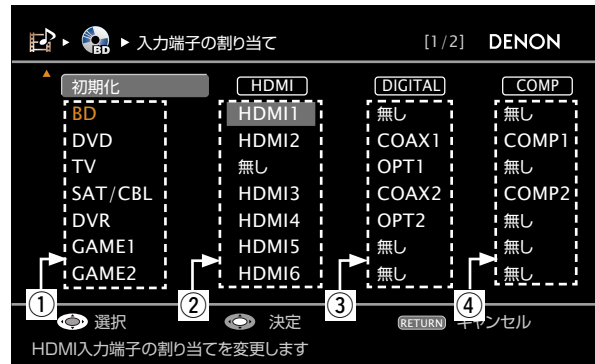 BD ▶ 入力端子の割り当て [1/2] DENON
初期化 HDMI DIGITAL COMP
BD HDMI1 無し 無し
DVD HDMI2 COAX1 COMP1
TV 無し OPT1 無し
SAT/CBL HDMI3 COAX2 COMP2
DVR HDMI4 OPT2 無し
GAME1 HDMI5 無し 無し
GAME2 HDMI6 無し 無し
① ② ③ ④
選択 決定 RETURN キャンセル
HDMI入力端子の割り当てを変更します